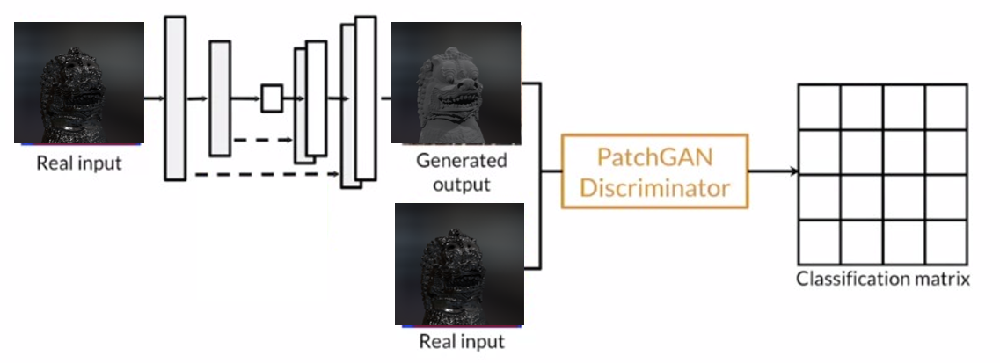 Real input
Generated
output
Real input
PatchGAN
Discriminator
Classification matrix